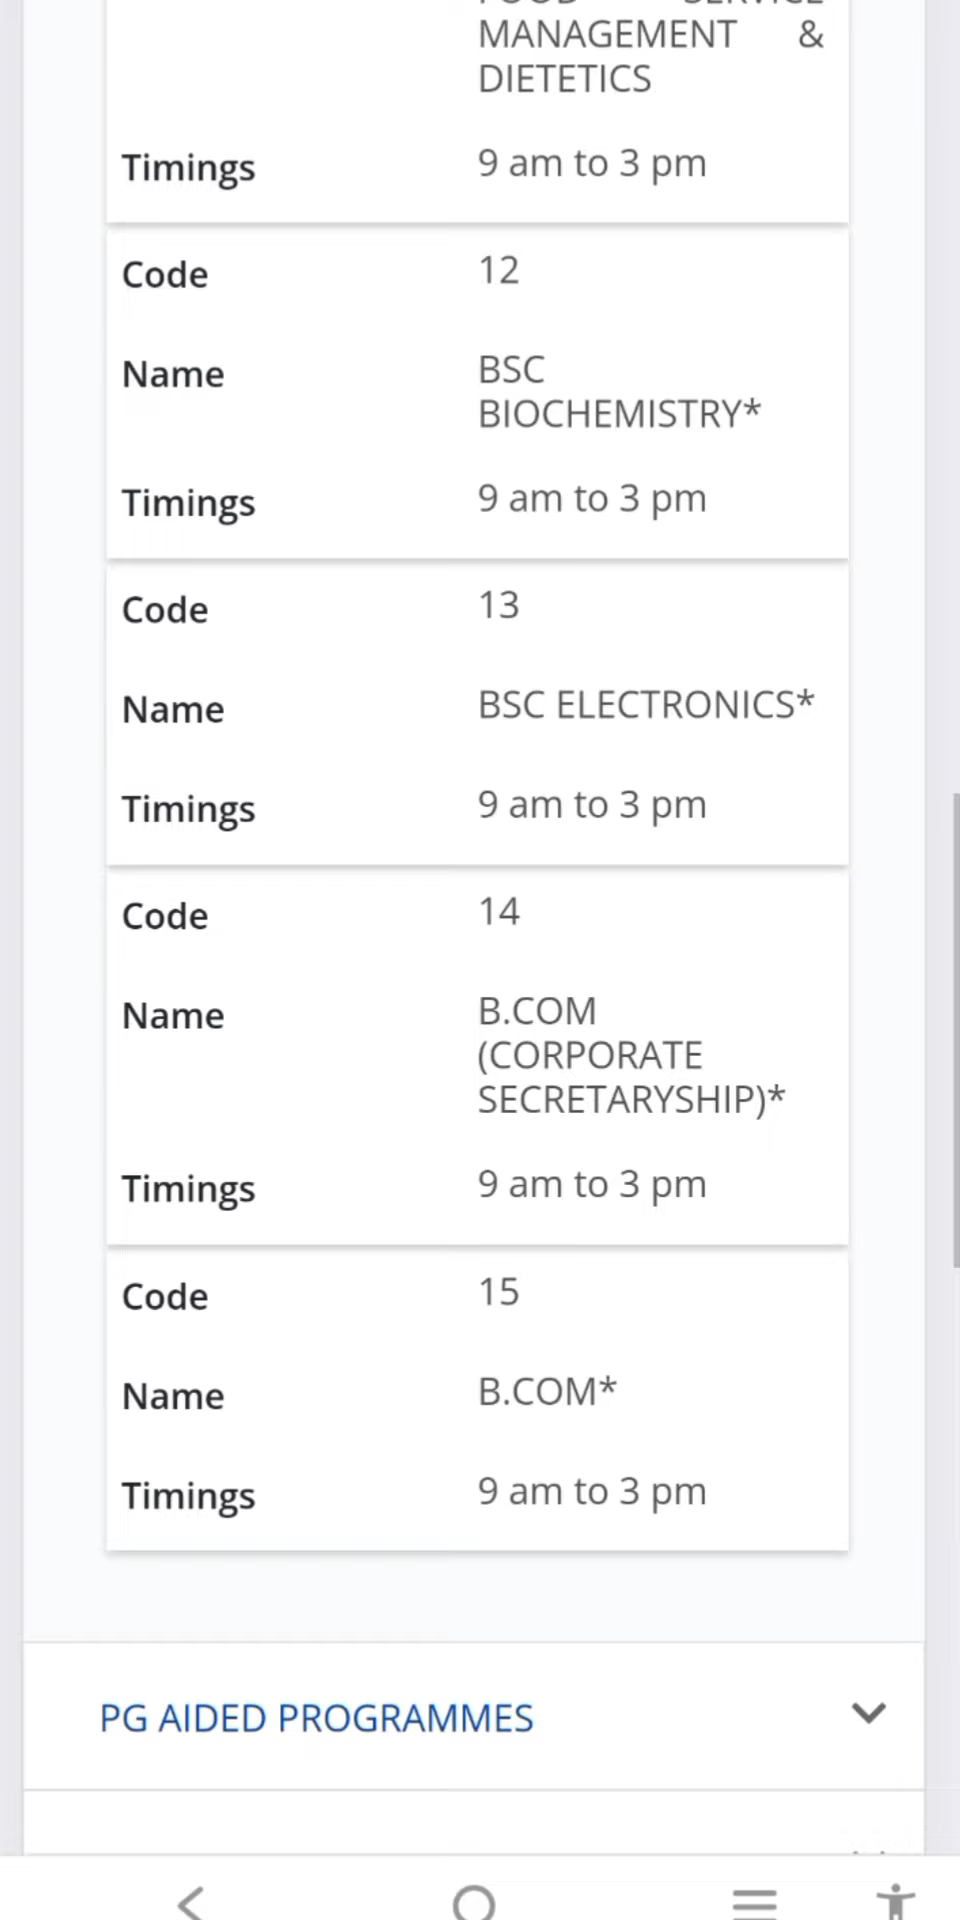 FOOD SERVICE
MANAGEMENT &
DIETETICS
Timings 9 am to 3 pm
Code 12
Name BSC
BIOCHEMISTRY*
Timings 9 am to 3 pm
Code 13
Name BSC ELECTRONICS*
Timings 9 am to 3 pm
Code 14
Name B.COM
(CORPORATE
SECRETARYSHIP)*
Timings 9 am to 3 pm
Code 15
Name B.COM*
Timings 9 am to 3 pm
PG AIDED PROGRAMMES